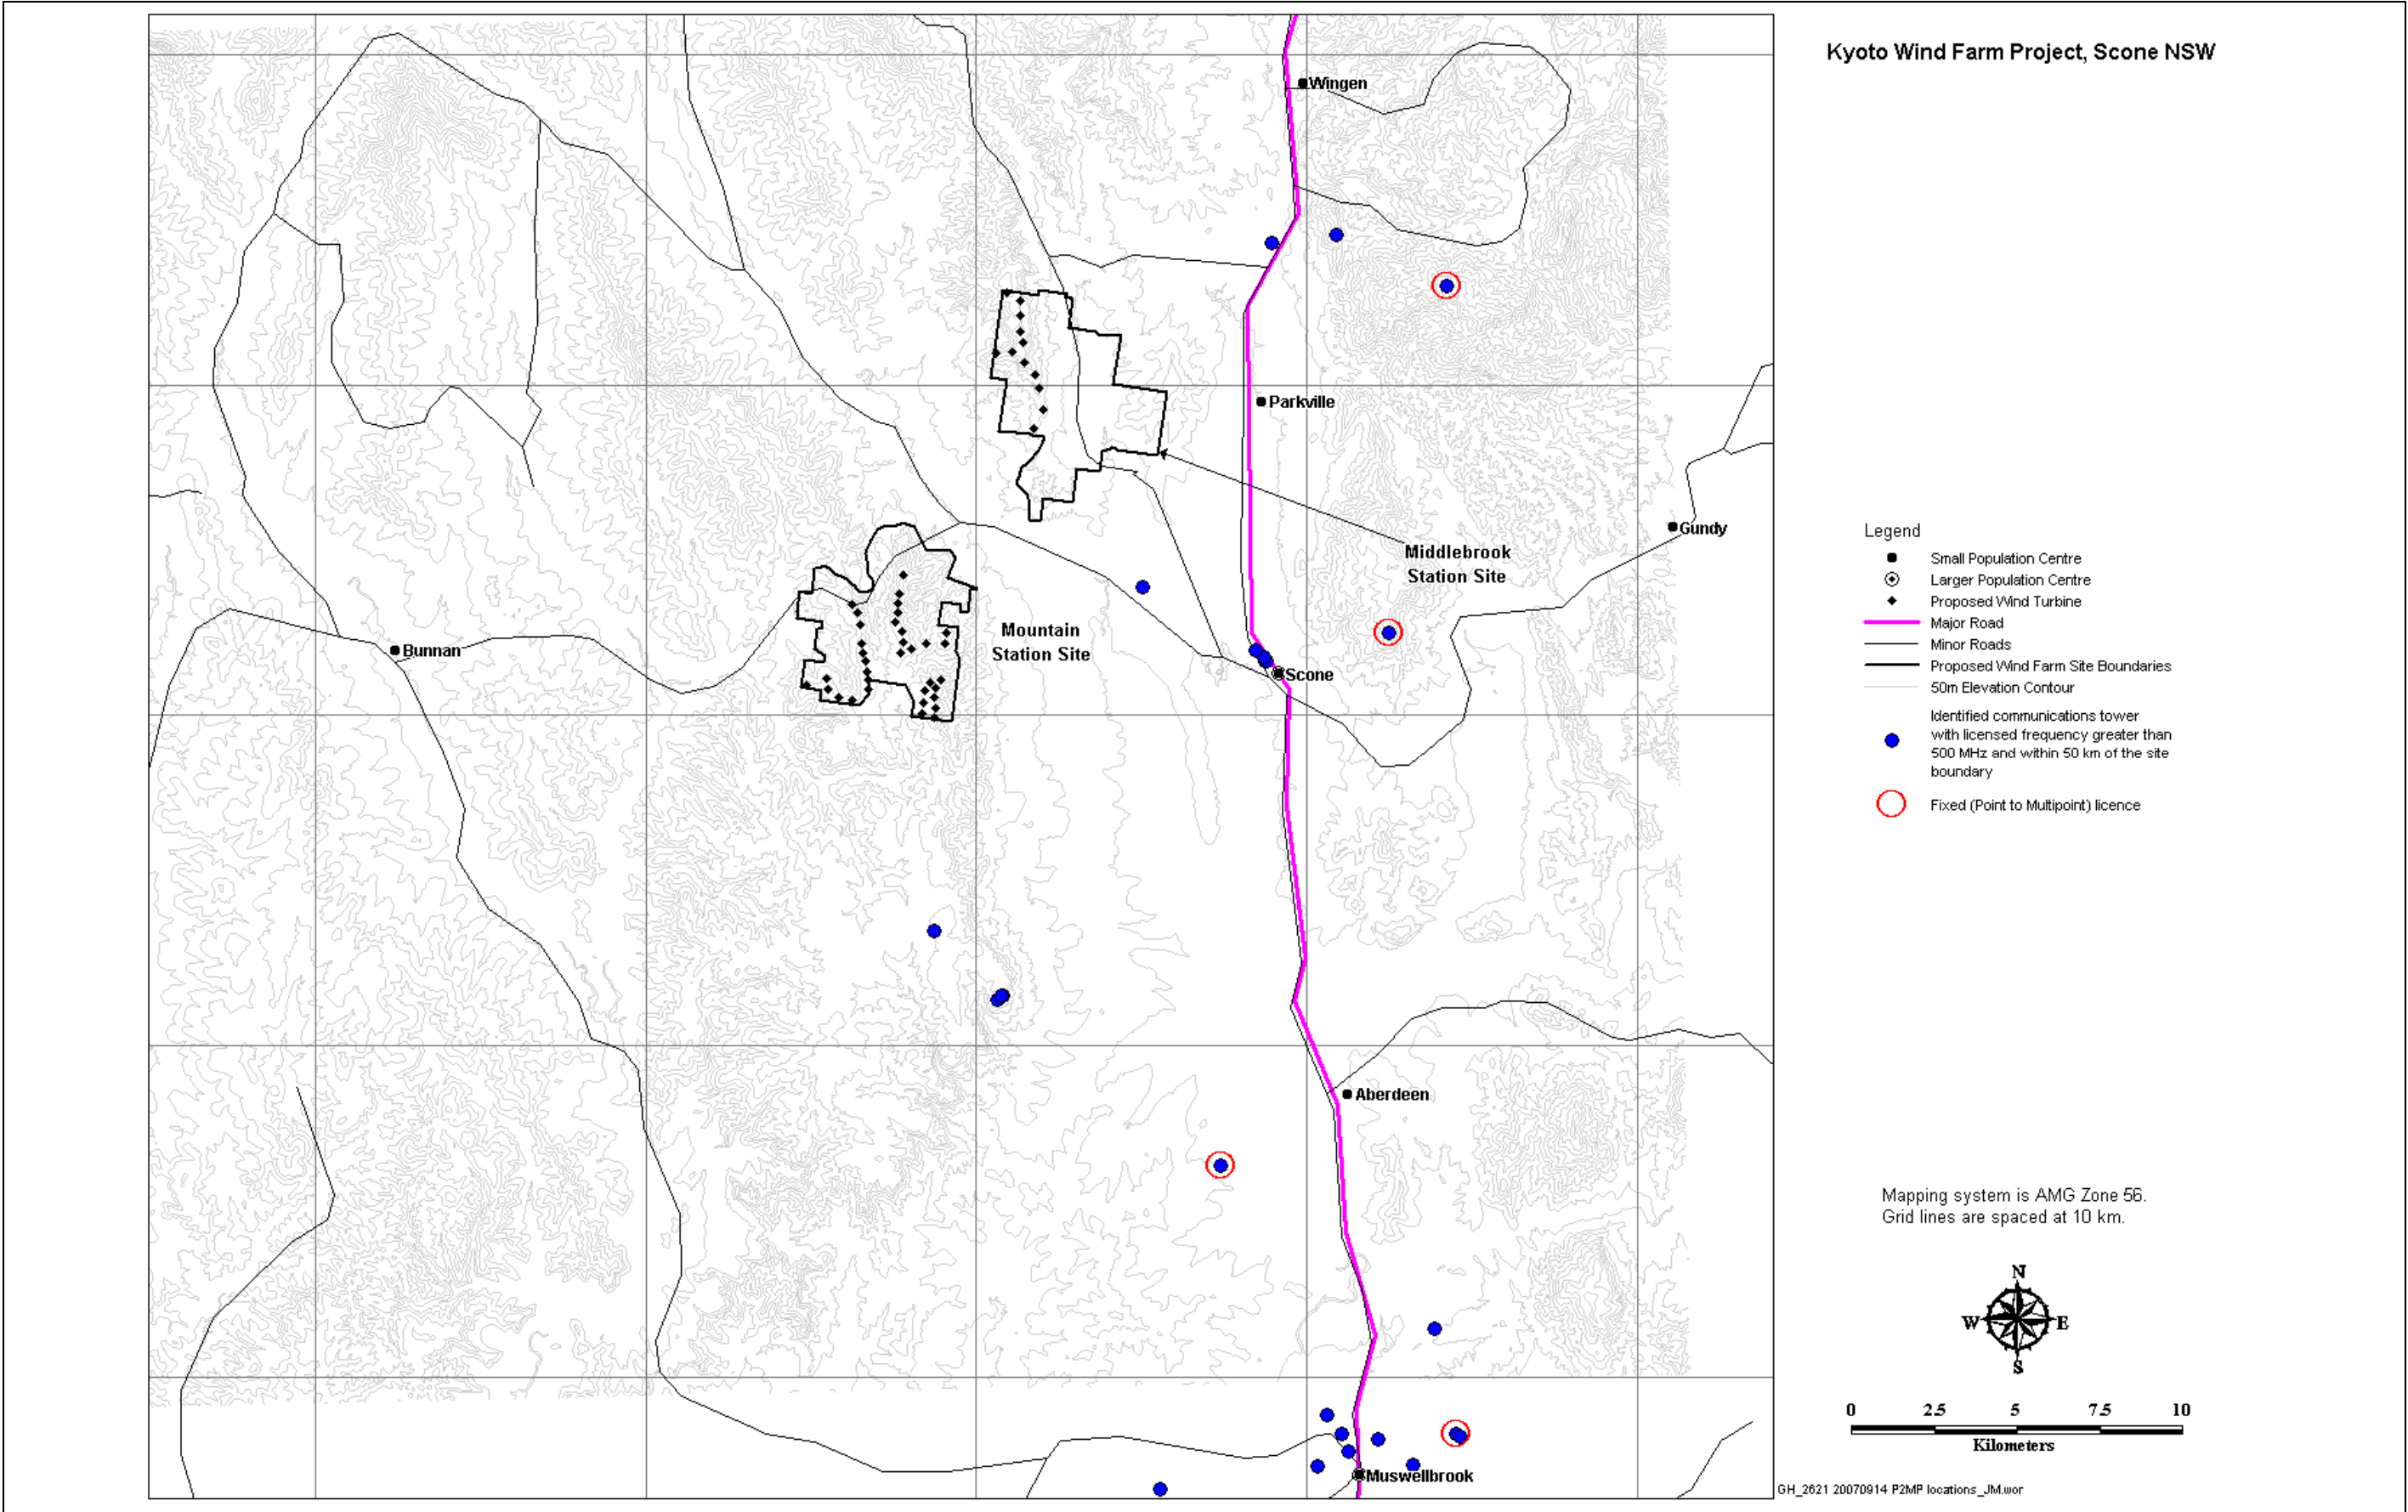 Kyoto Wind Farm Project, Scone NSW
Wingen
Parkville
Gundy
Middlebrook
Station Site
Mountain
Station Site
Bunnan
Scone
Aberdeen
Muswellbrook
Legend
Small Population Centre
Larger Population Centre
Proposed Wind Turbine
Major Road
Minor Roads
Proposed Wind Farm Site Boundaries
50m Elevation Contour
Identified communications tower
with licensed frequency greater than
500 MHz and within 50 km of the site
boundary
Fixed (Point to Multipoint) licence
Mapping system is AMG Zone 56.
Grid lines are spaced at 10 km.
N
W E
S
0 2.5 5 7.5 10
Kilometers
GH_2621 20070914 P2MP locations_JM.wor